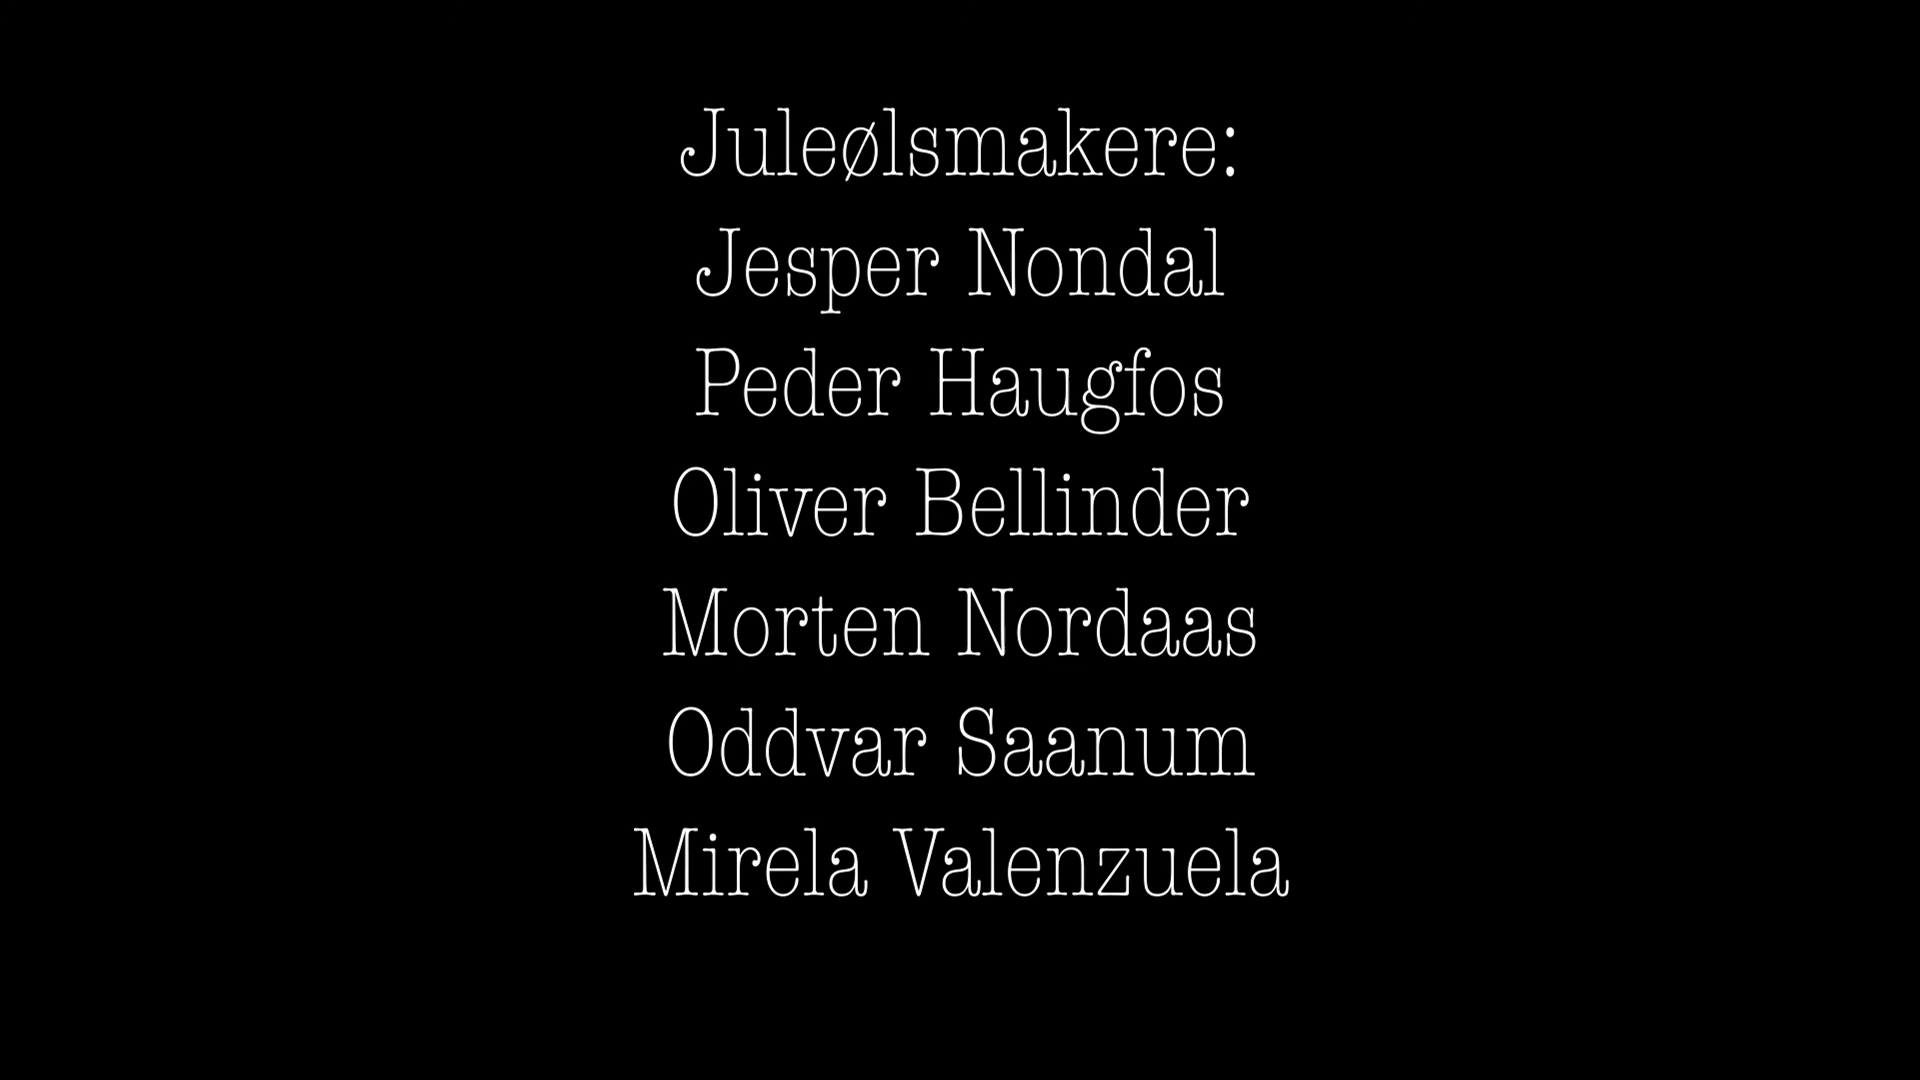 Juleølsmakere:
Jesper Nondal
Peder Haugfos
Oliver Bellinder
Morten Nordaas
Oddvar Saanum
Mirela Valenzuela